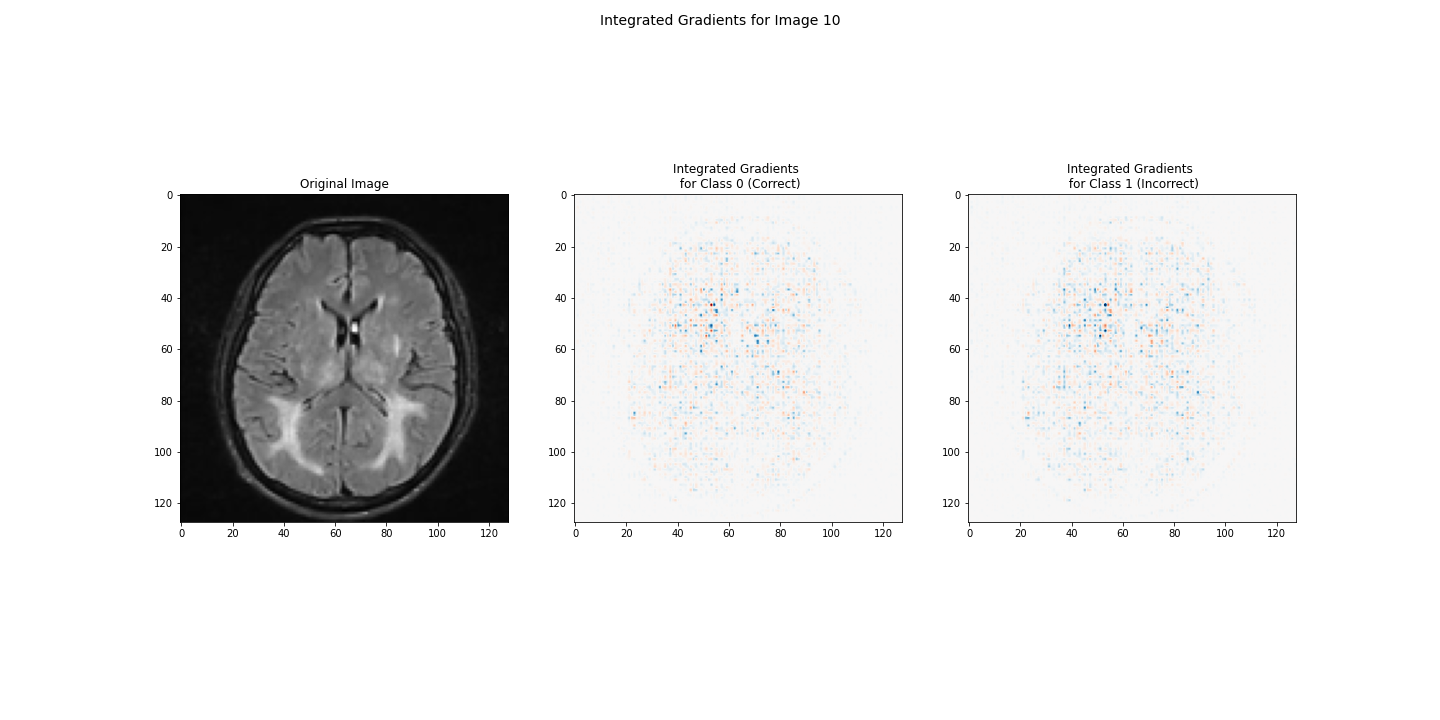 Integrated Gradients for Image 10
Original Image
0
20
40
60
80
100
120
0 20 40 60 80 100 120
Integrated Gradients
for Class 0 (Correct)
0
20
40
60
80
100
120
0 20 40 60 80 100 120
Integrated Gradients
for Class 1 (Incorrect)
0
20
40
60
80
100
120
0 20 40 60 80 100 120